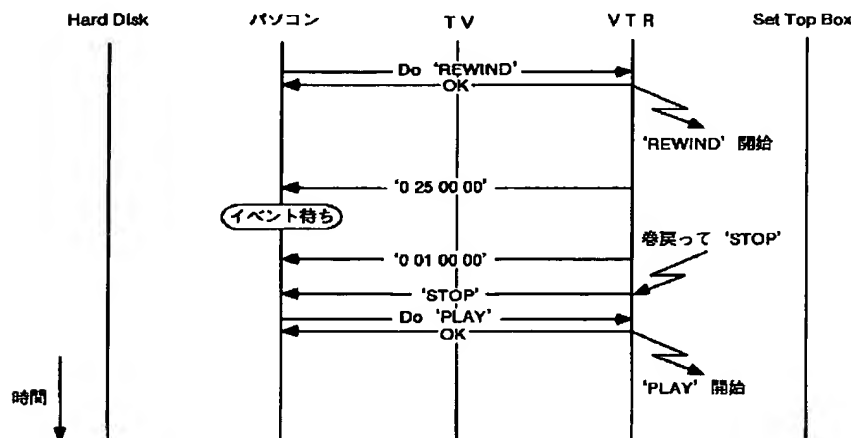 Hard Disk
パソコン
TV
VTR
Set Top Box
Do 'REWIND'
OK
'REWIND' 開始
'0 25 00 00'
イベント待ち
巻戻って 'STOP'
'0 01 00 00'
'STOP'
Do 'PLAY'
OK
'PLAY' 開始
時間